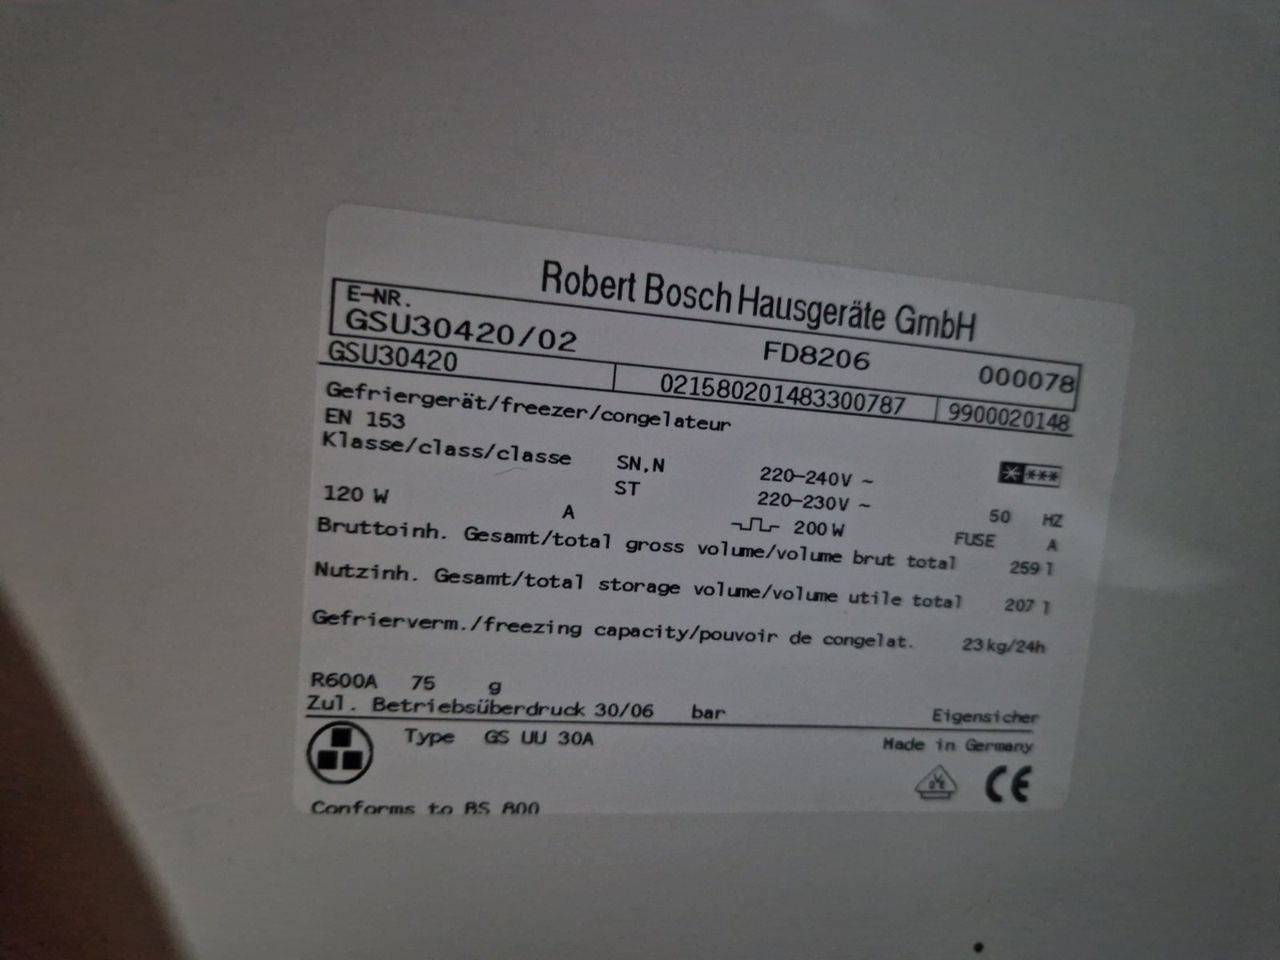 Robert Bosch Hausgeräte GmbH
E-NR.
GSU30420/02 FD8206 000078
GSU30420 021580201483300787 9900020148
Gefriergerät/freezer/congelateur
EN 153
Klasse/class/classe SN,N 220-240V ~ ****
ST 220-230V ~ 50 HZ
120 W A 200 W FUSE A
Bruttoinh. Gesamt/total gross volume/volume brut total 259 l
Nutzinh. Gesamt/total storage volume/volume utile total 207 l
Gefrierverm./freezing capacity/pouvoir de congelat. 23 kg/24h
R600A 75 g
Zul. Betriebsüberdruck 30/06 bar Eigensicher
Type GS UU 30A Made in Germany
DVE CE
Conforms to BS 800